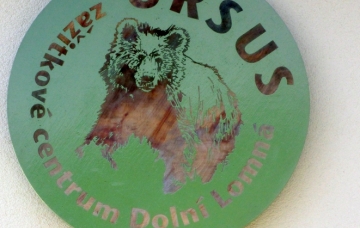 URSUS
zážitkové centrum Dolní Lomná